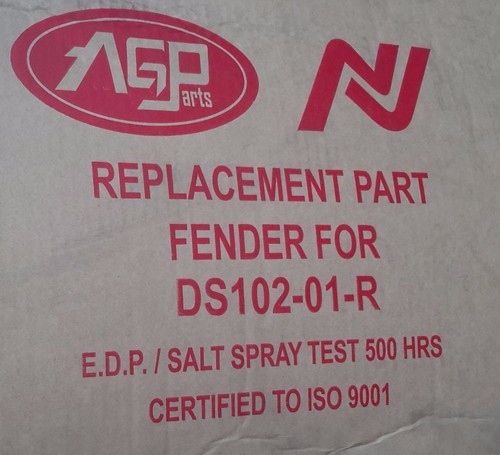 AGParts N
REPLACEMENT PART
FENDER FOR
DS102-01-R
E.D.P. / SALT SPRAY TEST 500 HRS
CERTIFIED TO ISO 9001